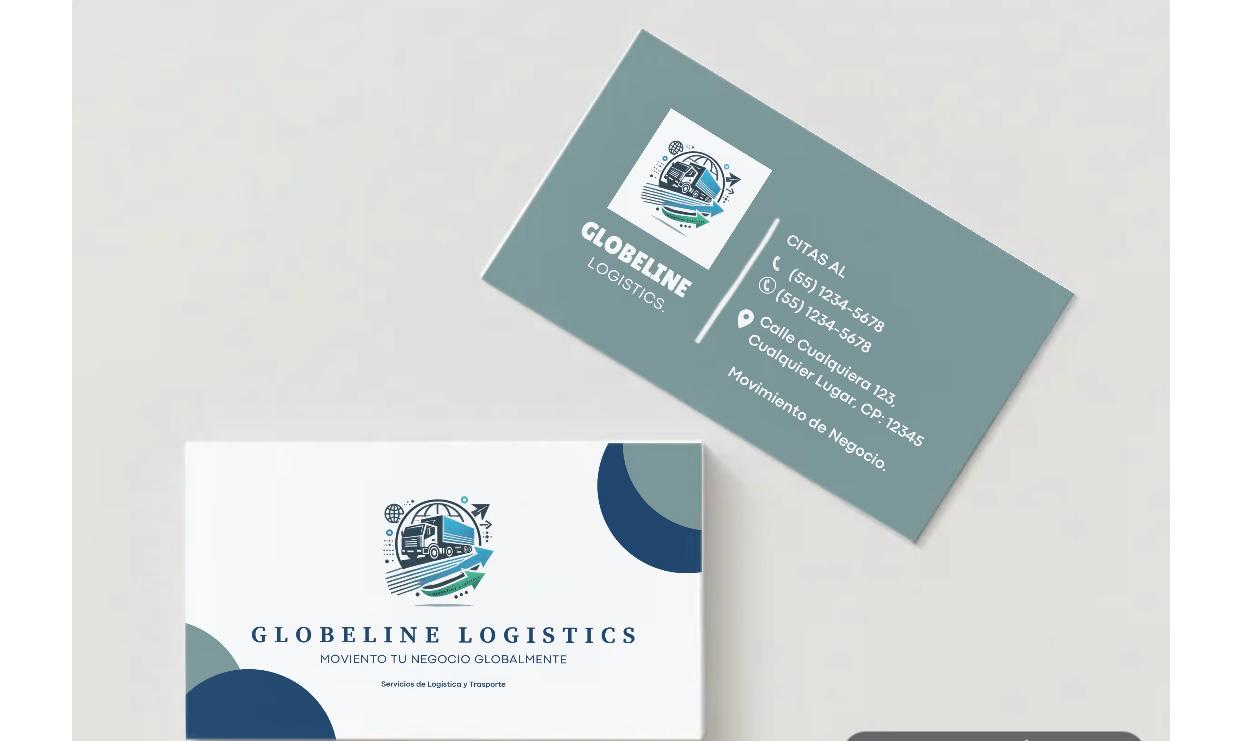 GLOBELINE
LOGISTICS.
CITAS AL
(55) 1234-5678
(55) 1234-5678
Calle Cualquiera 123,
Cualquier Lugar, CP: 12345
Movimiento de Negocio.
GLOBELINE LOGISTICS
MOVIENTO TU NEGOCIO GLOBALMENTE
Servicios de Logística y Trasporte